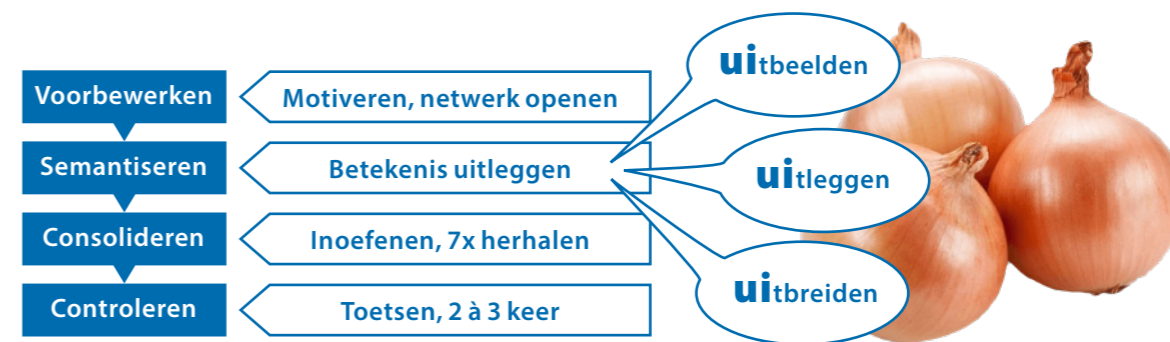 Voorbewerken
Motiveren, netwerk openen
uitbeelden
Semantiseren
Betekenis uitleggen
uitleggen
Consolideren
Inoefenen, 7x herhalen
uitbreiden
Controleren
Toetsen, 2 à 3 keer